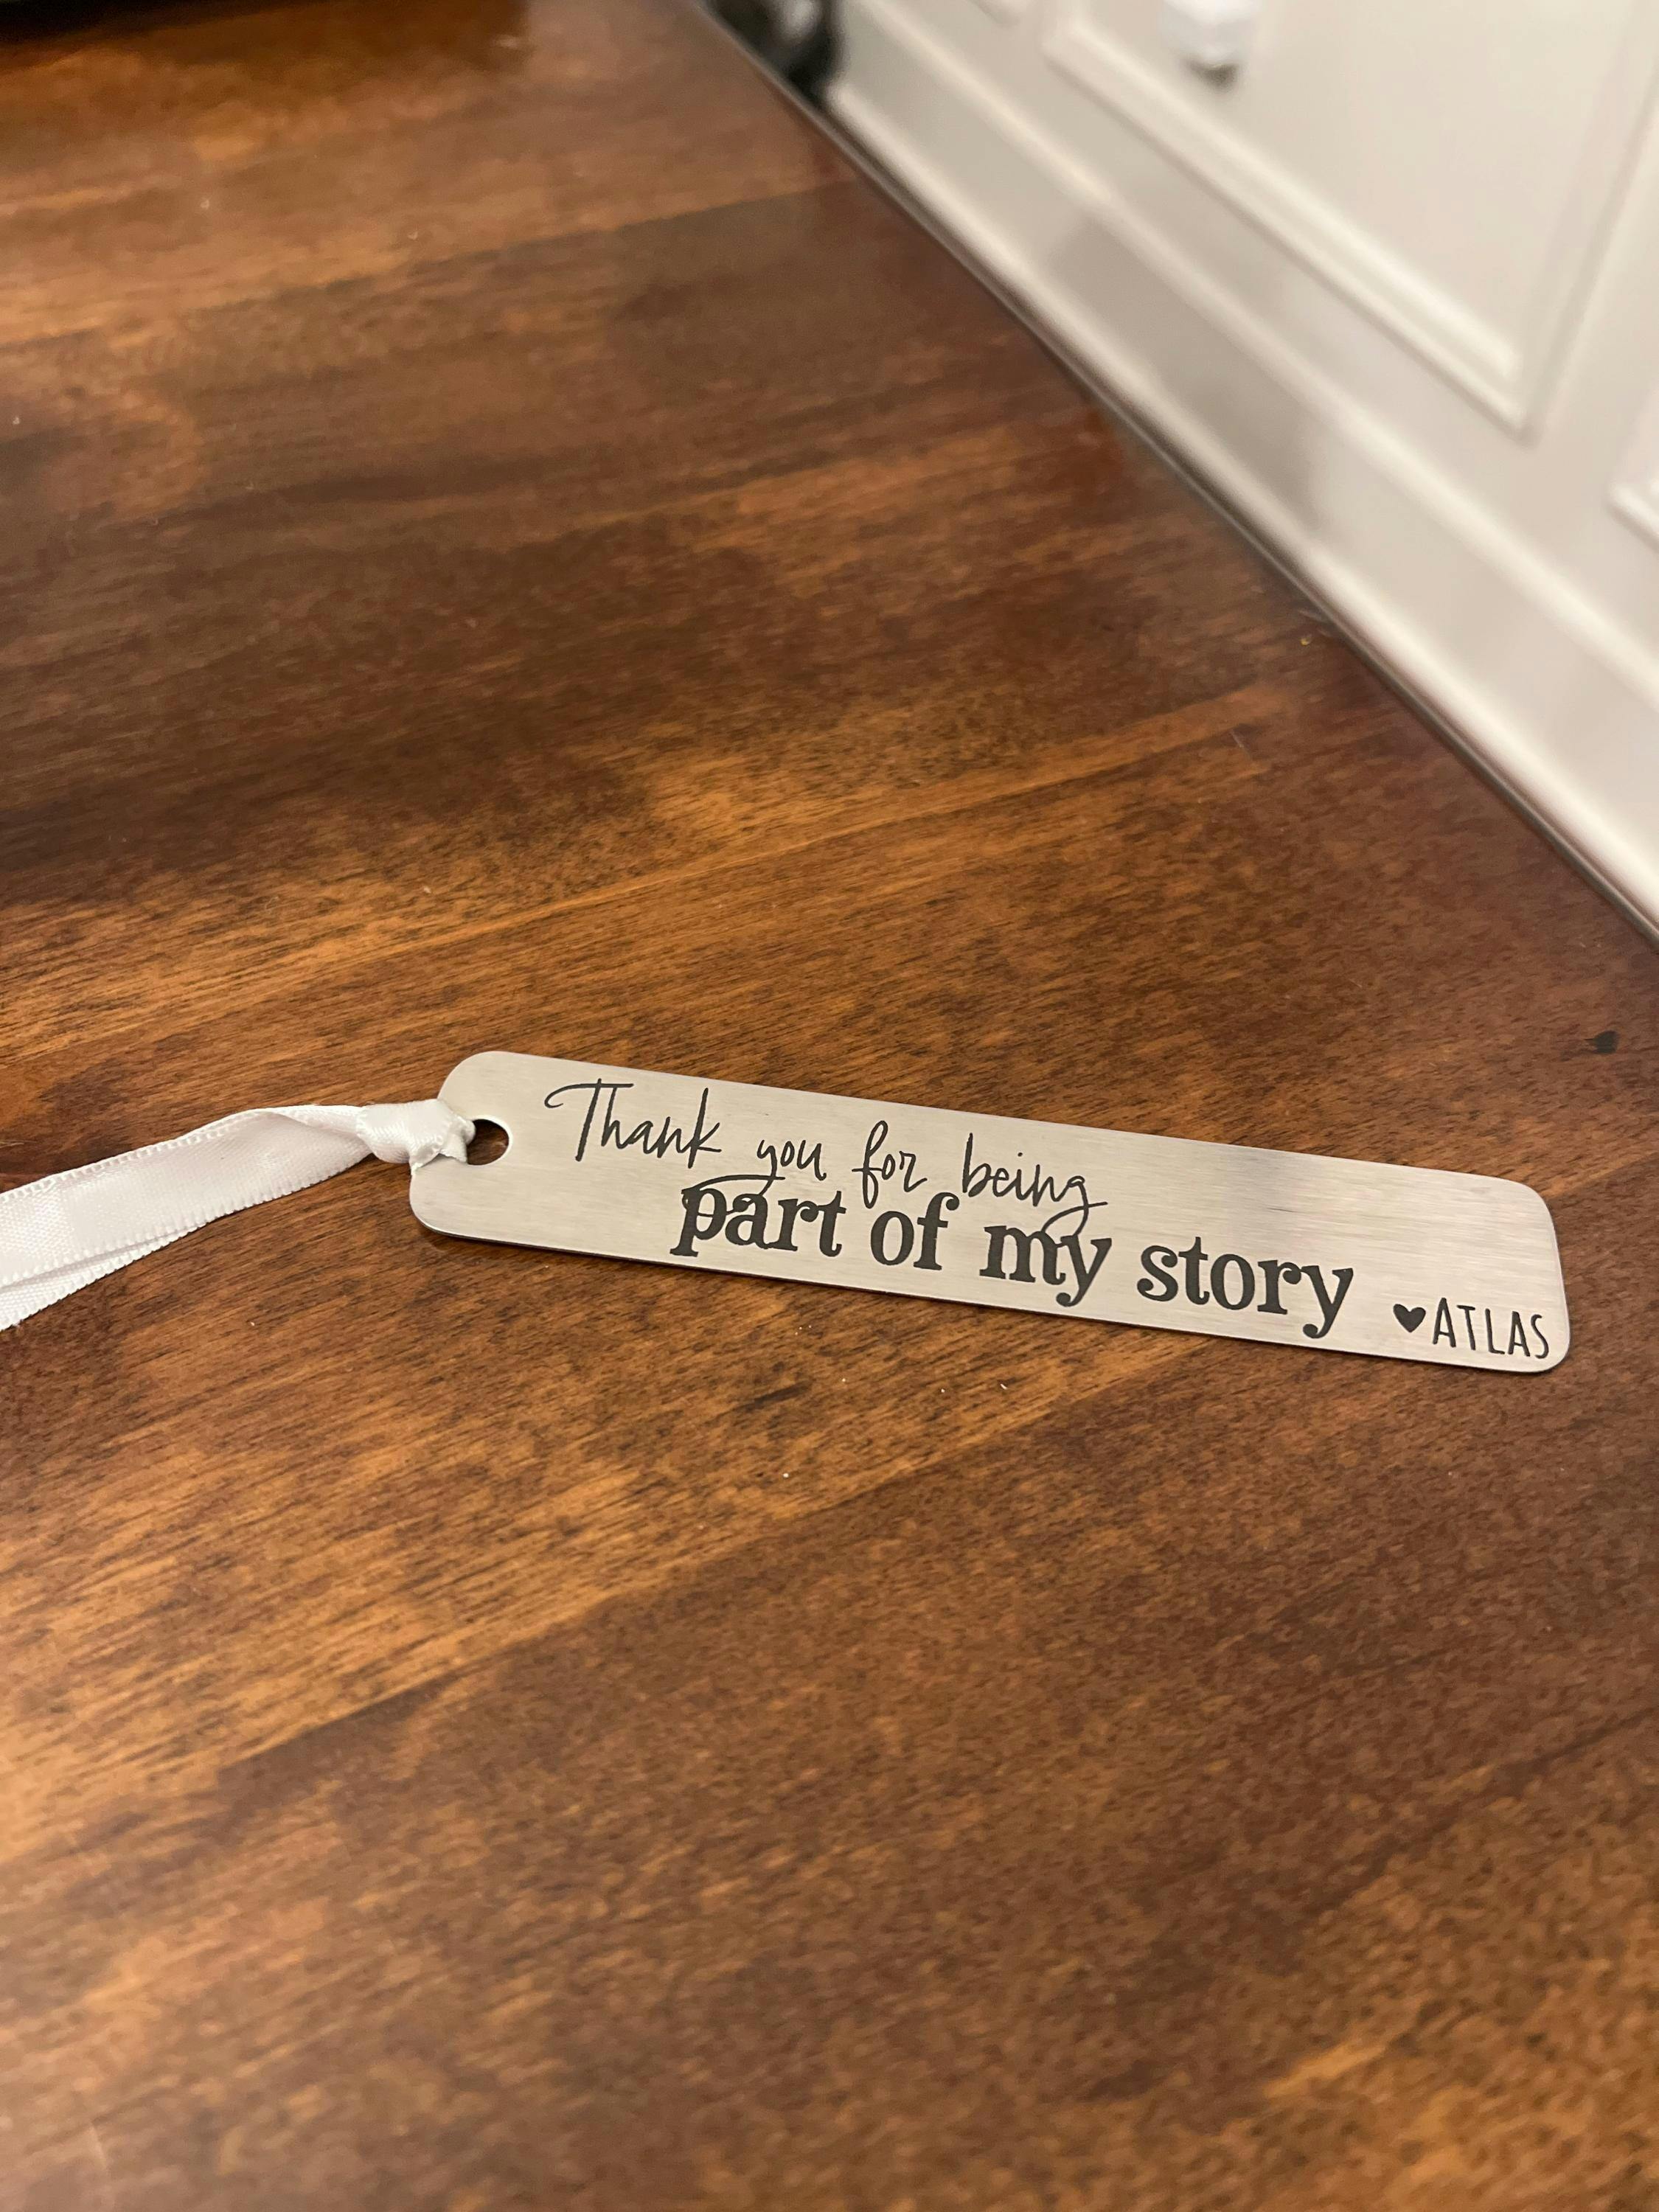 Thank you for being
part of my story
♥ATLAS